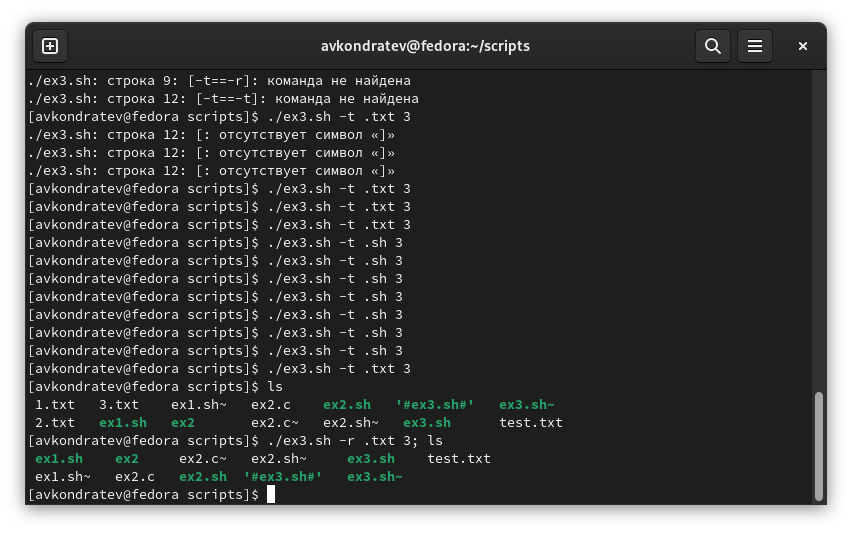 avkondratev@fedora:~/scripts
./ex3.sh: строка 9: [-t==-r]: команда не найдена
./ex3.sh: строка 12: [-t==-t]: команда не найдена
[avkondratev@fedora scripts]$ ./ex3.sh -t .txt 3
./ex3.sh: строка 12: [: отсутствует символ «]»
./ex3.sh: строка 12: [: отсутствует символ «]»
./ex3.sh: строка 12: [: отсутствует символ «]»
[avkondratev@fedora scripts]$ ./ex3.sh -t .txt 3
[avkondratev@fedora scripts]$ ./ex3.sh -t .txt 3
[avkondratev@fedora scripts]$ ./ex3.sh -t .txt 3
[avkondratev@fedora scripts]$ ./ex3.sh -t .sh 3
[avkondratev@fedora scripts]$ ./ex3.sh -t .sh 3
[avkondratev@fedora scripts]$ ./ex3.sh -t .sh 3
[avkondratev@fedora scripts]$ ./ex3.sh -t .sh 3
[avkondratev@fedora scripts]$ ./ex3.sh -t .sh 3
[avkondratev@fedora scripts]$ ./ex3.sh -t .sh 3
[avkondratev@fedora scripts]$ ./ex3.sh -t .sh 3
[avkondratev@fedora scripts]$ ./ex3.sh -t .txt 3
[avkondratev@fedora scripts]$ ls
1.txt 3.txt ex1.sh~ ex2.c ex2.sh '#ex3.sh#' ex3.sh~
2.txt ex1.sh ex2 ex2.c~ ex2.sh~ ex3.sh test.txt
[avkondratev@fedora scripts]$ ./ex3.sh -r .txt 3; ls
ex1.sh ex2 ex2.c~ ex2.sh~ ex3.sh test.txt
ex1.sh~ ex2.c ex2.sh '#ex3.sh#' ex3.sh~
[avkondratev@fedora scripts]$